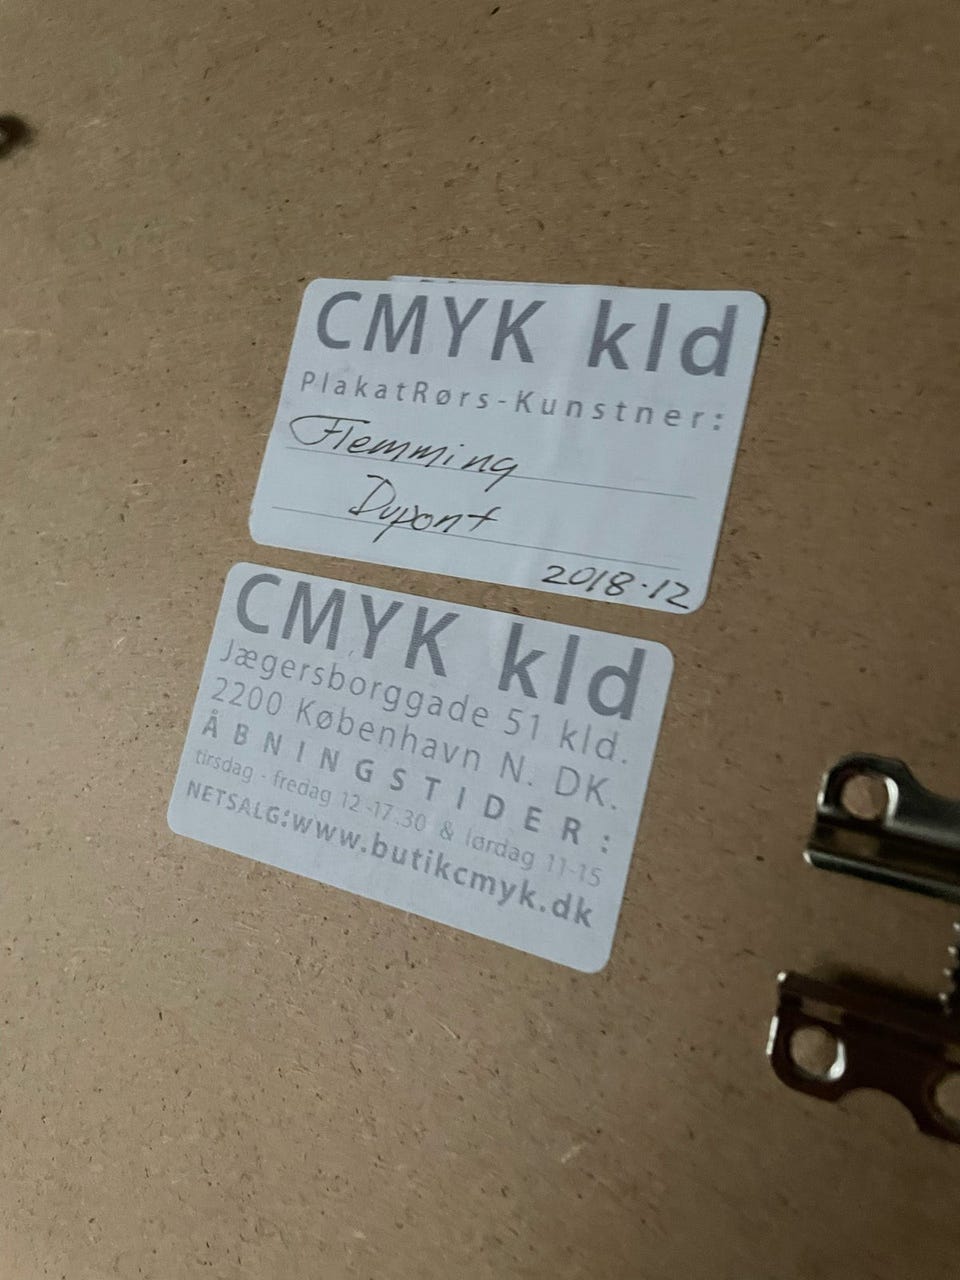 CMYK kld
PlakatRørs-Kunstner:
Flemming
Dupont
2018-12
CMYK kld
Jægersborggade 51 kld.
2200 København N. DK.
ÅBNINGSTIDER:
tirsdag - fredag 12-17.30 & lørdag 11-15
NETSALG:www.butikcmyk.dk